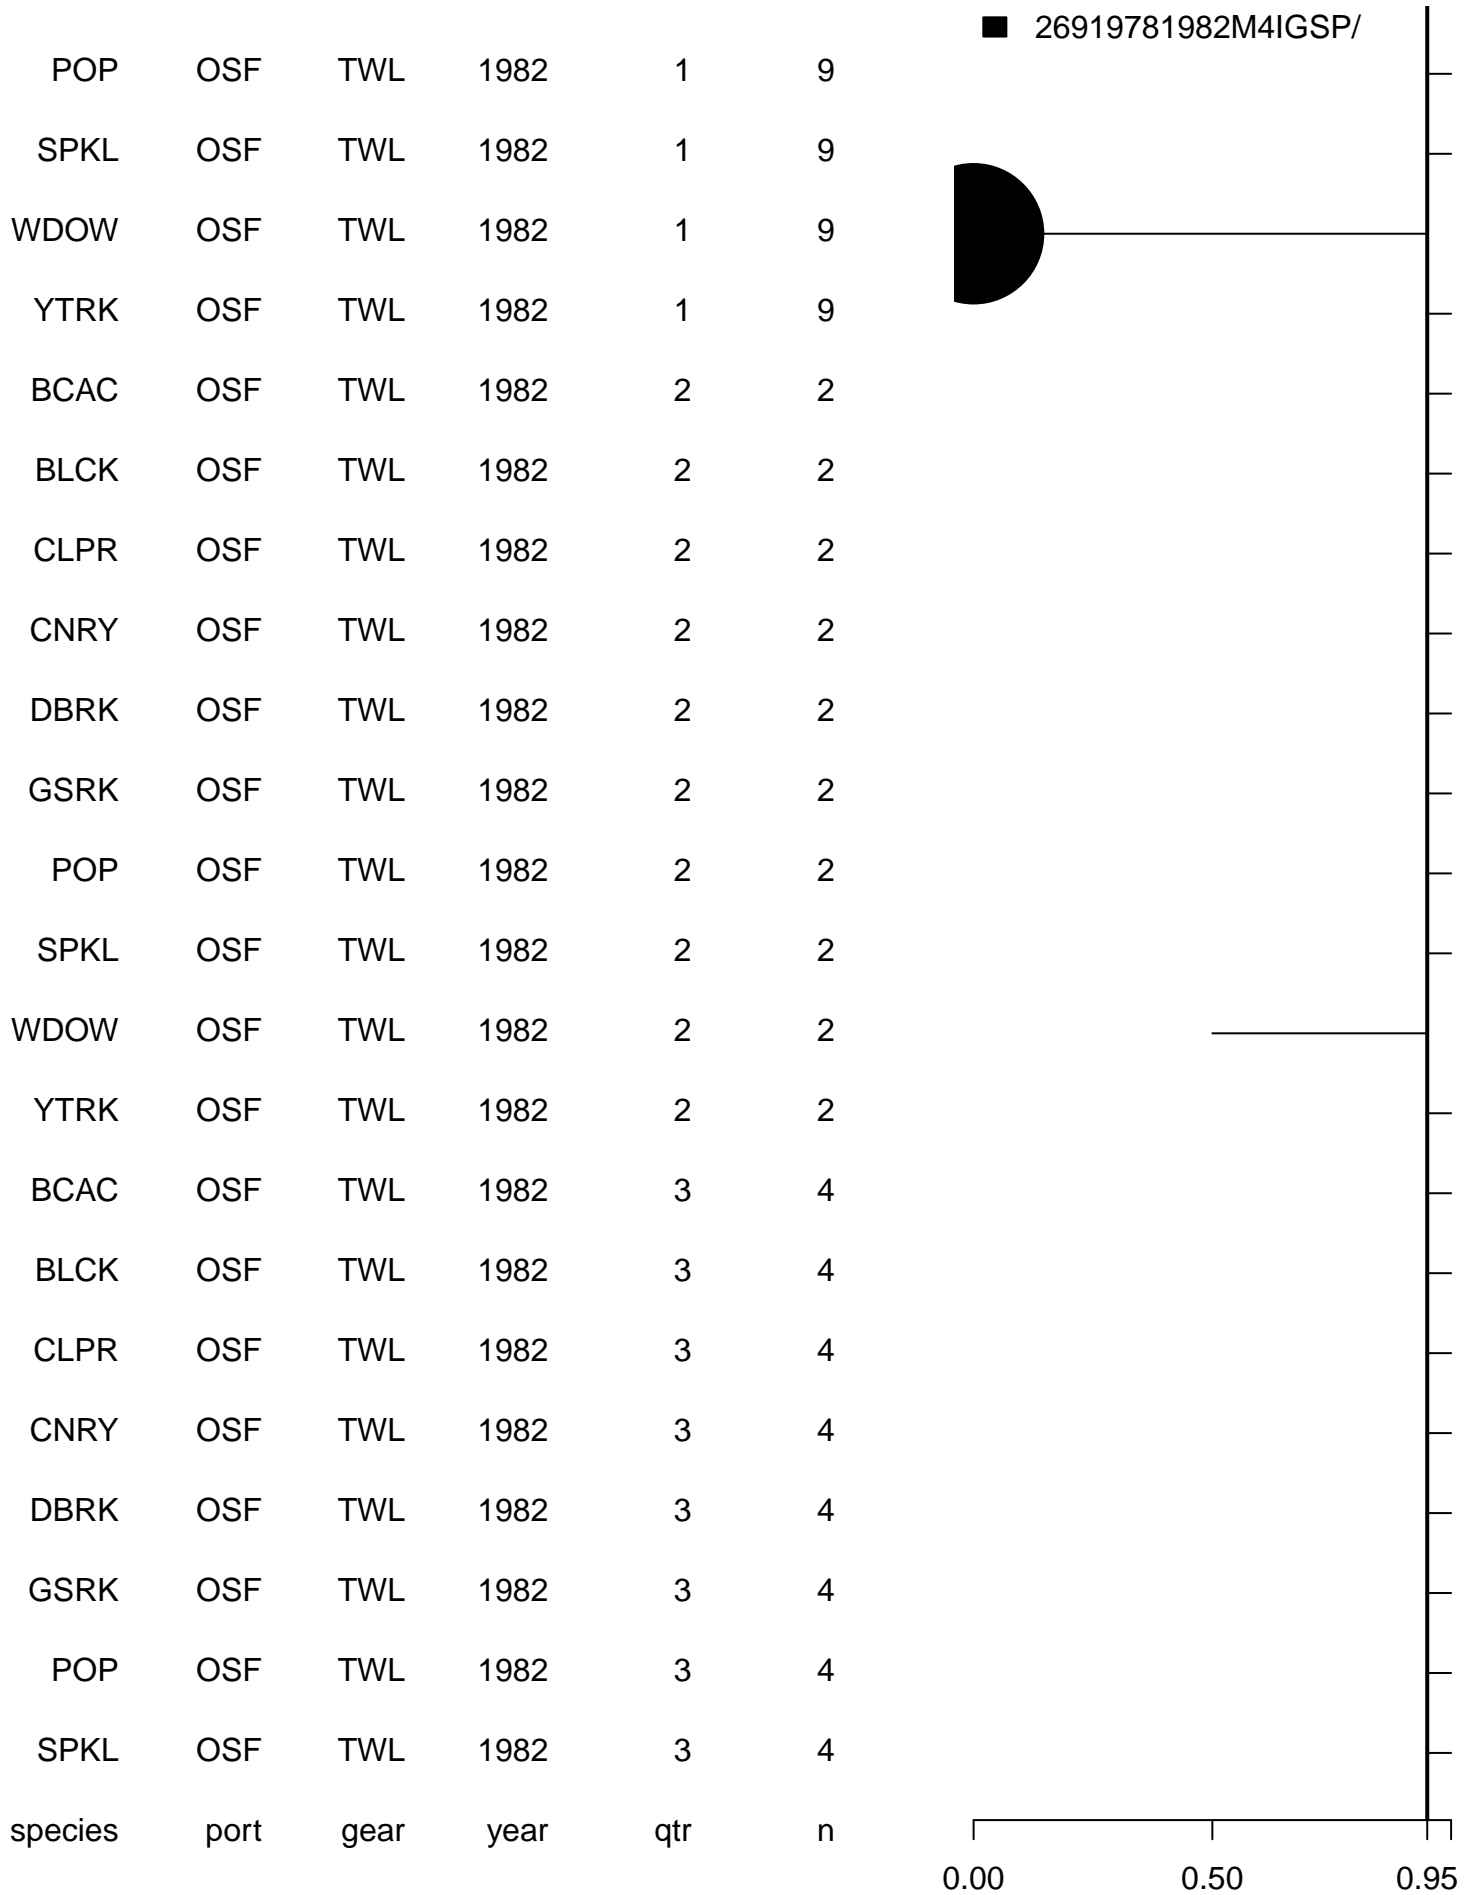 26919781982M4IGSP/
POP OSF TWL 1982 1 9
SPKL OSF TWL 1982 1 9
WDOW OSF TWL 1982 1 9
YTRK OSF TWL 1982 1 9
BCAC OSF TWL 1982 2 2
BLCK OSF TWL 1982 2 2
CLPR OSF TWL 1982 2 2
CNRY OSF TWL 1982 2 2
DBRK OSF TWL 1982 2 2
GSRK OSF TWL 1982 2 2
POP OSF TWL 1982 2 2
SPKL OSF TWL 1982 2 2
WDOW OSF TWL 1982 2 2
YTRK OSF TWL 1982 2 2
BCAC OSF TWL 1982 3 4
BLCK OSF TWL 1982 3 4
CLPR OSF TWL 1982 3 4
CNRY OSF TWL 1982 3 4
DBRK OSF TWL 1982 3 4
GSRK OSF TWL 1982 3 4
POP OSF TWL 1982 3 4
SPKL OSF TWL 1982 3 4
species port gear year qtr n
0.00 0.50 0.95